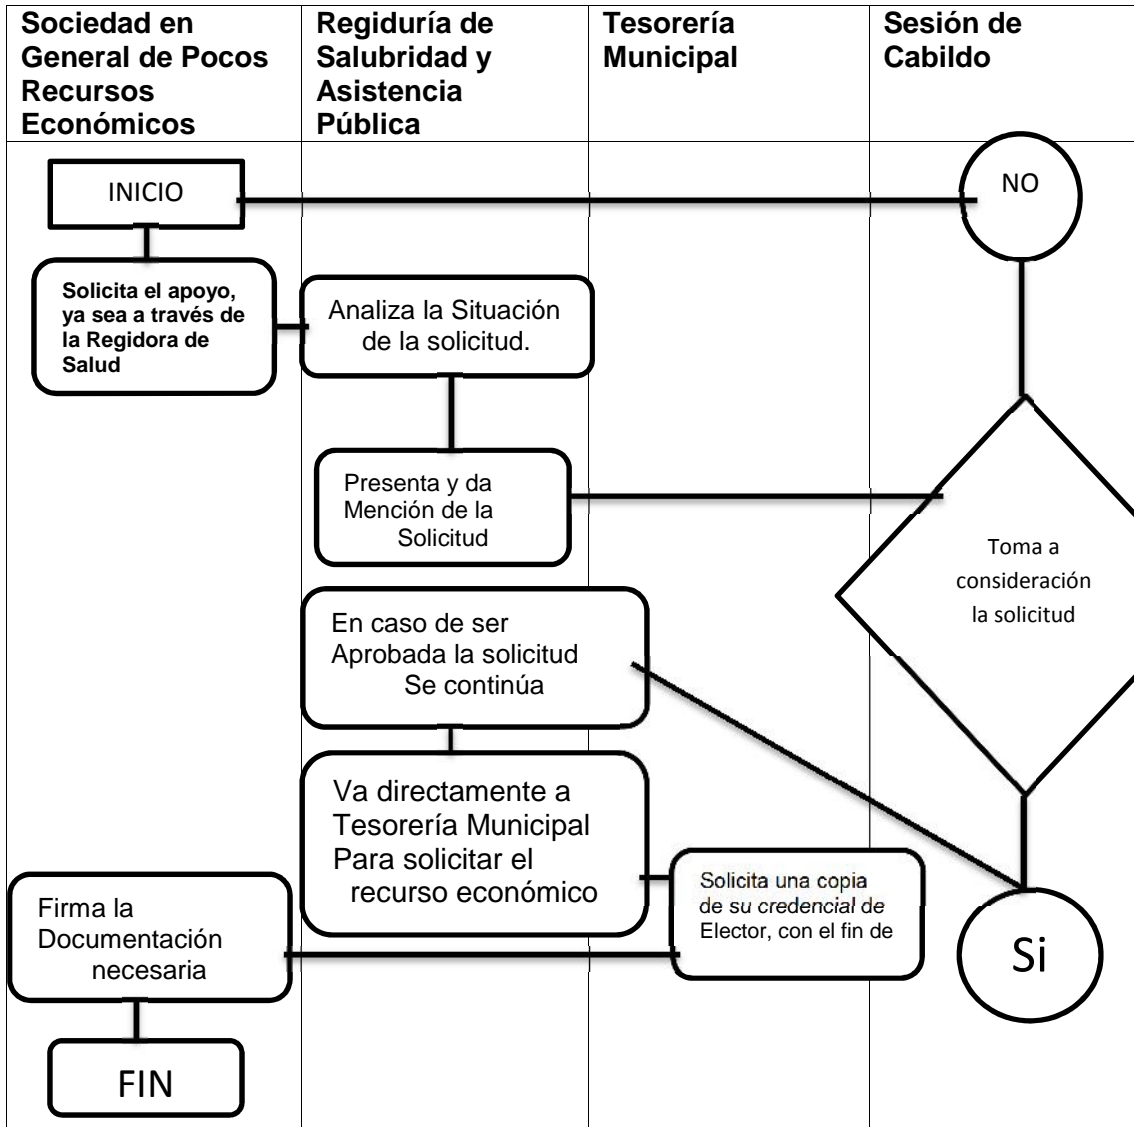 Sociedad en
General de Pocos
Recursos
Económicos
Regiduría de
Salubridad y
Asistencia
Pública
Tesorería
Municipal
Sesión de
Cabildo
INICIO
NO
Solicita el apoyo,
ya sea a través de
la Regidora de
Salud
Analiza la Situación
de la solicitud.
Presenta y da
Mención de la
Solicitud
Toma a
consideración
la solicitud
En caso de ser
Aprobada la solicitud
Se continúa
Va directamente a
Tesorería Municipal
Para solicitar el
recurso económico
Solicita una copia
de su credencial de
Elector, con el fin de
Si
Firma la
Documentación
necesaria
FIN